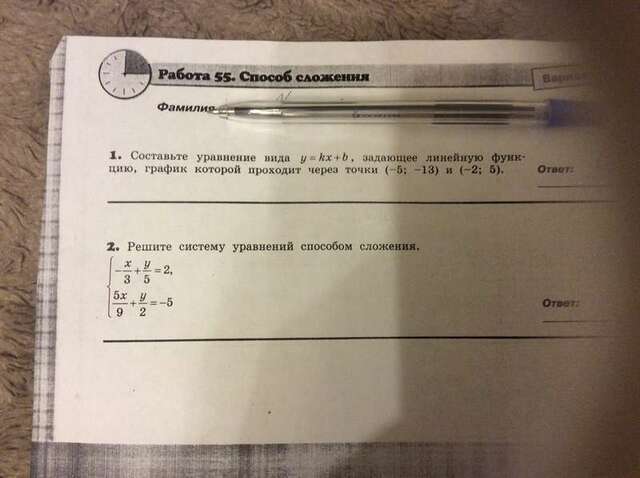 Работа 55. Способ сложения
Фамилия
1. Составьте уравнение вида y = kx + b, задающее линейную функ-
цию, график которой проходит через точки (−5; −13) и (−2; 5).
Ответ:
2. Решите систему уравнений способом сложения.
{ −x/3 + y/5 = 2,
5x/9 + y/2 = −5
Ответ: